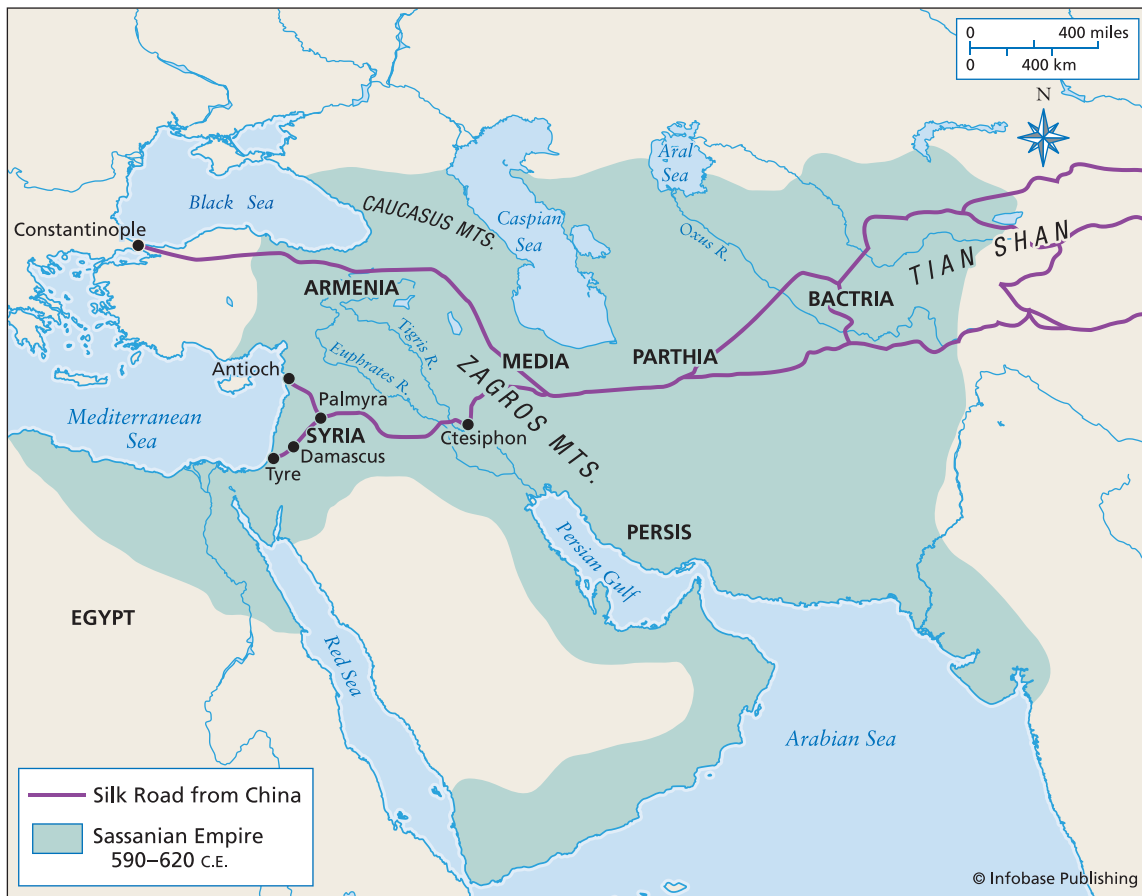 0 400 miles
0 400 km
N
Aral
Sea
Black Sea
CAUCASUS MTS.
Caspian
Sea
Constantinople
Oxus R.
TIAN SHAN
ARMENIA
BACTRIA
Tigris R.
MEDIA
PARTHIA
Antioch
Euphrates R.
ZAGROS MTS.
Palmyra
Mediterranean
Sea
SYRIA
Ctesiphon
Damascus
Tyre
PERSIS
Persian Gulf
EGYPT
Red Sea
Arabian Sea
Silk Road from China
Sassanian Empire
590–620 C.E.
© Infobase Publishing